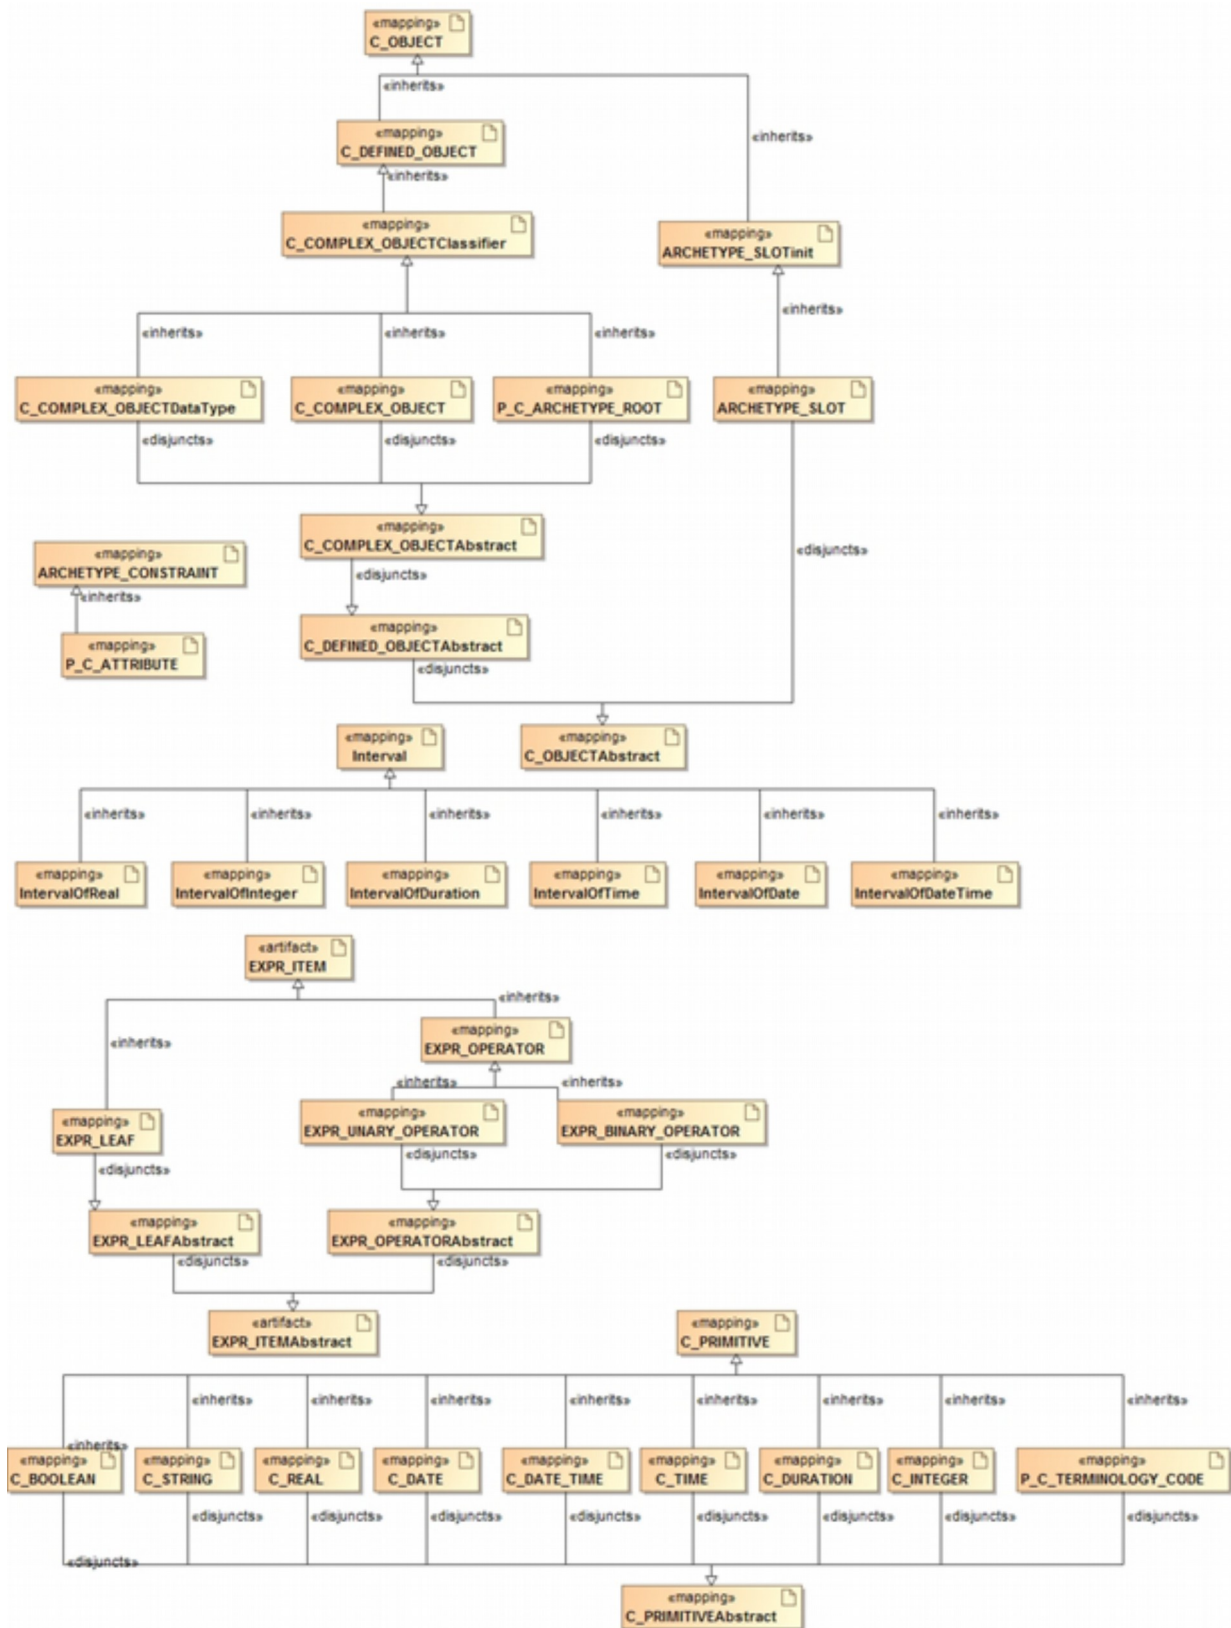 «mapping»
C_OBJECT
«inherits»
«mapping»
C_DEFINED_OBJECT
«inherits»
«inherits»
«mapping»
C_COMPLEX_OBJECTClassifier
«mapping»
ARCHETYPE_SLOTinit
«inherits»
«inherits»
«inherits»
«inherits»
«mapping»
C_COMPLEX_OBJECTDataType
«mapping»
C_COMPLEX_OBJECT
«mapping»
P_C_ARCHETYPE_ROOT
«mapping»
ARCHETYPE_SLOT
«disjuncts»
«disjuncts»
«disjuncts»
«mapping»
C_COMPLEX_OBJECTAbstract
«mapping»
ARCHETYPE_CONSTRAINT
«disjuncts»
«disjuncts»
«inherits»
«mapping»
C_DEFINED_OBJECTAbstract
«mapping»
P_C_ATTRIBUTE
«disjuncts»
«mapping»
Interval
«mapping»
C_OBJECTAbstract
«inherits»
«inherits»
«inherits»
«inherits»
«inherits»
«inherits»
«mapping»
IntervalOfReal
«mapping»
IntervalOfInteger
«mapping»
IntervalOfDuration
«mapping»
IntervalOfTime
«mapping»
IntervalOfDate
«mapping»
IntervalOfDateTime
«artifact»
EXPR_ITEM
«inherits»
«mapping»
EXPR_OPERATOR
«inherits»
«inherits»
«inherits»
«mapping»
EXPR_LEAF
«mapping»
EXPR_UNARY_OPERATOR
«mapping»
EXPR_BINARY_OPERATOR
«disjuncts»
«disjuncts»
«disjuncts»
«mapping»
EXPR_LEAFAbstract
«mapping»
EXPR_OPERATORAbstract
«disjuncts»
«disjuncts»
«artifact»
EXPR_ITEMAbstract
«mapping»
C_PRIMITIVE
«inherits»
«inherits»
«inherits»
«inherits»
«inherits»
«inherits»
«inherits»
«inherits»
«inherits»
«mapping»
C_BOOLEAN
«mapping»
C_STRING
«mapping»
C_REAL
«mapping»
C_DATE
«mapping»
C_DATE_TIME
«mapping»
C_TIME
«mapping»
C_DURATION
«mapping»
C_INTEGER
«mapping»
P_C_TERMINOLOGY_CODE
«disjuncts»
«disjuncts»
«disjuncts»
«disjuncts»
«disjuncts»
«disjuncts»
«disjuncts»
«disjuncts»
«disjuncts»
«mapping»
C_PRIMITIVEAbstract